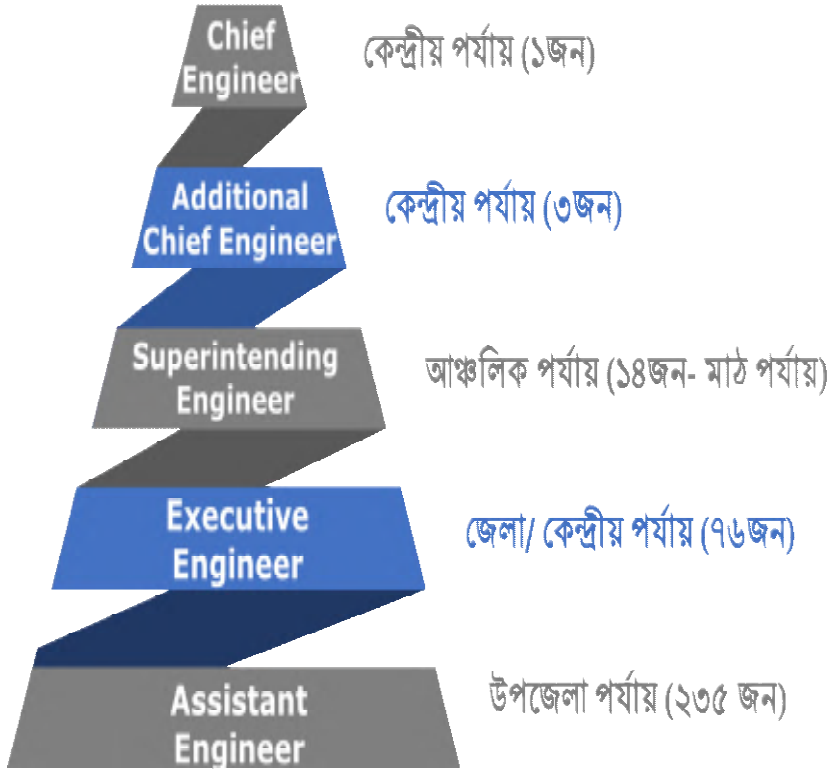 Chief
Engineer
কেন্দ্রীয় পর্যায় (১জন)
Additional
Chief Engineer
কেন্দ্রীয় পর্যায় (৩জন)
Superintending
Engineer
আঞ্চলিক পর্যায় (১৪জন- মাঠ পর্যায়)
Executive
Engineer
জেলা/ কেন্দ্রীয় পর্যায় (৭৬জন)
Assistant
Engineer
উপজেলা পর্যায় (২৩৫ জন)